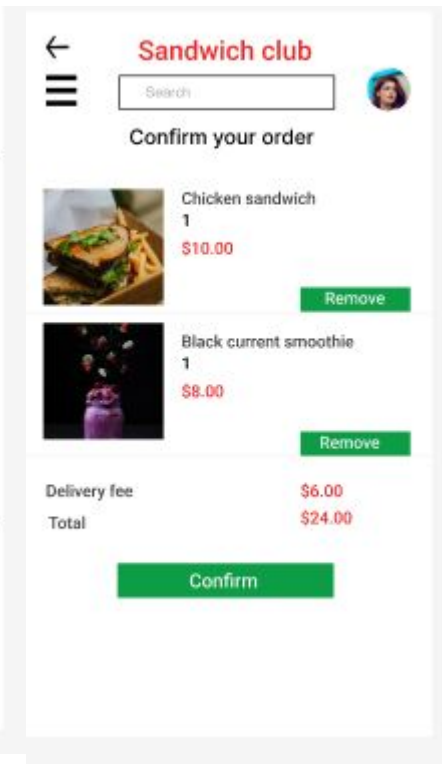 Sandwich club
Search
Confirm your order
Chicken sandwich
1
$10.00
Remove
Black current smoothie
1
$8.00
Remove
Delivery fee $6.00
Total $24.00
Confirm